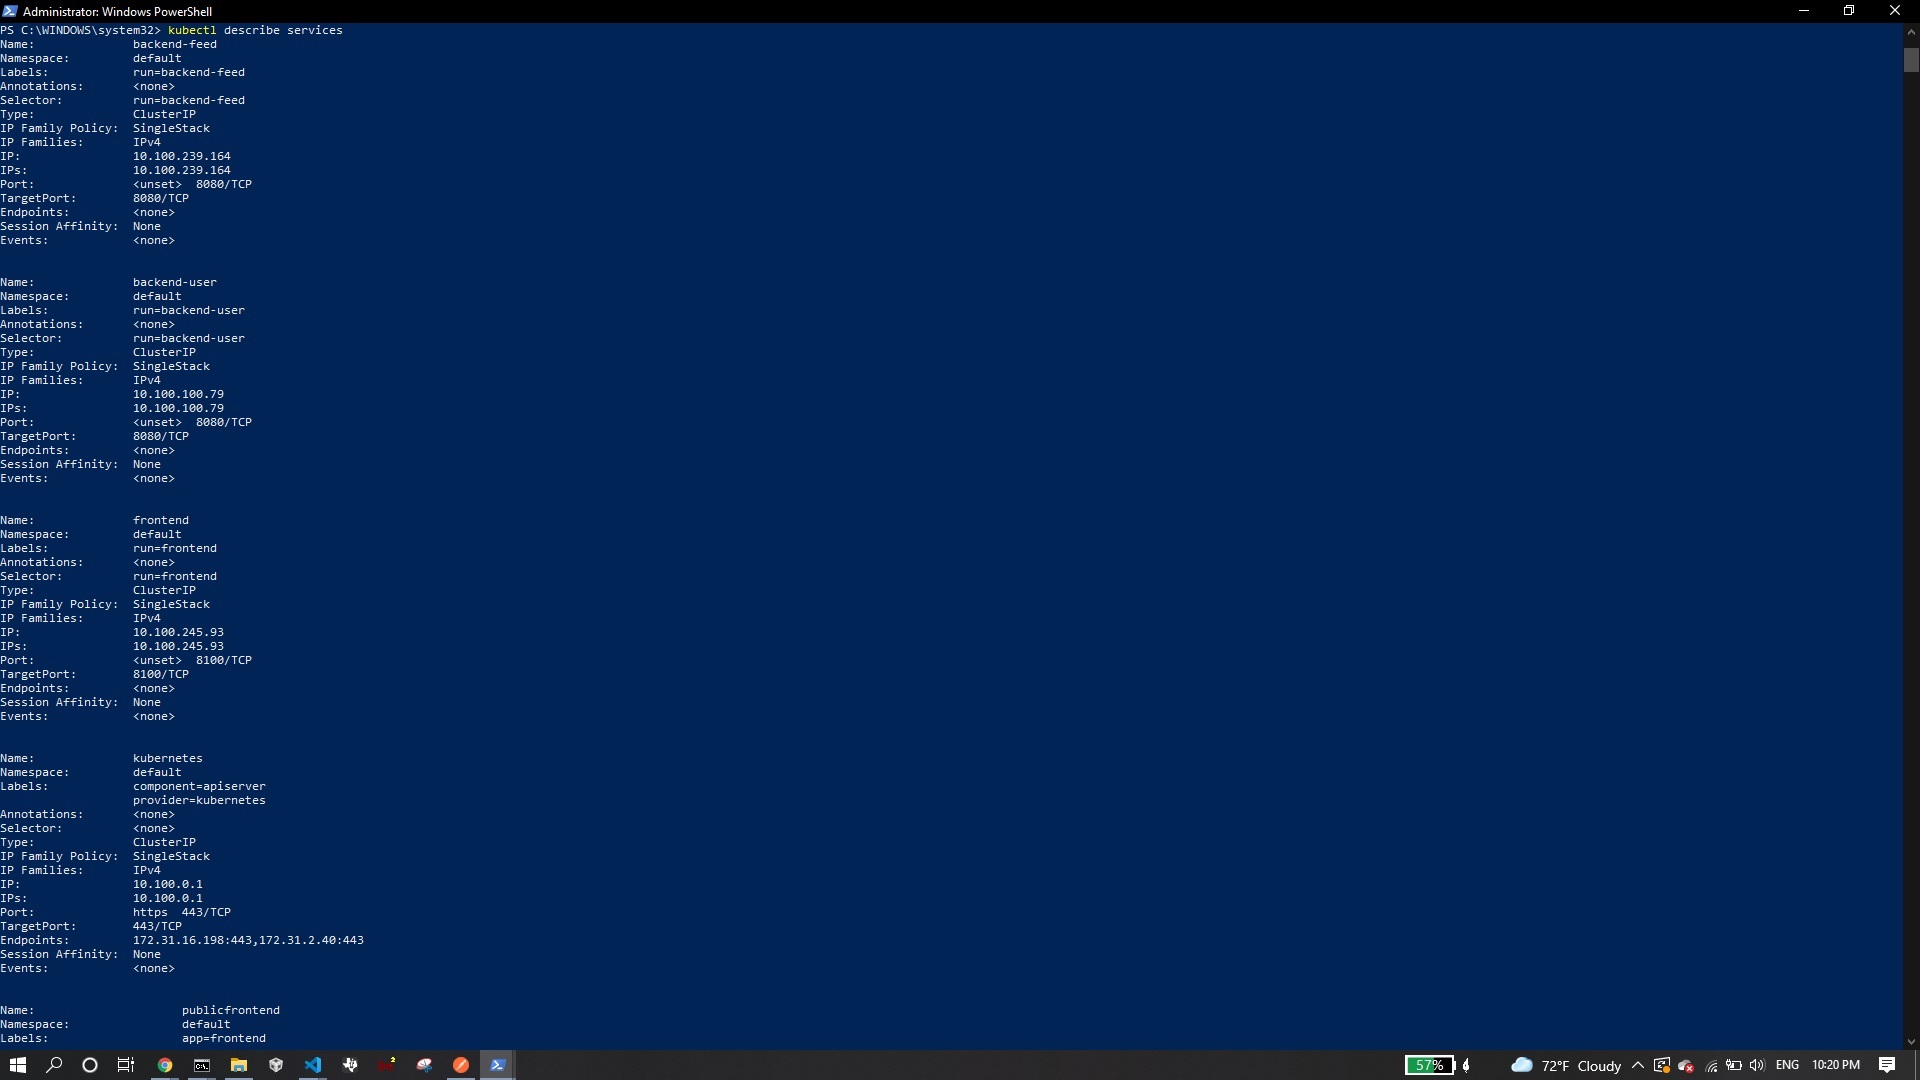 Administrator: Windows PowerShell
PS C:\WINDOWS\system32> kubectl describe services
Name:              backend-feed
Namespace:         default
Labels:            run=backend-feed
Annotations:       <none>
Selector:          run=backend-feed
Type:              ClusterIP
IP Family Policy:  SingleStack
IP Families:       IPv4
IP:                10.100.239.164
IPs:               10.100.239.164
Port:              <unset>  8080/TCP
TargetPort:        8080/TCP
Endpoints:         <none>
Session Affinity:  None
Events:            <none>
Name:              backend-user
Namespace:         default
Labels:            run=backend-user
Annotations:       <none>
Selector:          run=backend-user
Type:              ClusterIP
IP Family Policy:  SingleStack
IP Families:       IPv4
IP:                10.100.100.79
IPs:               10.100.100.79
Port:              <unset>  8080/TCP
TargetPort:        8080/TCP
Endpoints:         <none>
Session Affinity:  None
Events:            <none>
Name:              frontend
Namespace:         default
Labels:            run=frontend
Annotations:       <none>
Selector:          run=frontend
Type:              ClusterIP
IP Family Policy:  SingleStack
IP Families:       IPv4
IP:                10.100.245.93
IPs:               10.100.245.93
Port:              <unset>  8100/TCP
TargetPort:        8100/TCP
Endpoints:         <none>
Session Affinity:  None
Events:            <none>
Name:              kubernetes
Namespace:         default
Labels:            component=apiserver
                   provider=kubernetes
Annotations:       <none>
Selector:          <none>
Type:              ClusterIP
IP Family Policy:  SingleStack
IP Families:       IPv4
IP:                10.100.0.1
IPs:               10.100.0.1
Port:              https  443/TCP
TargetPort:        443/TCP
Endpoints:         172.31.16.198:443,172.31.2.40:443
Session Affinity:  None
Events:            <none>
Name:                     publicfrontend
Namespace:                default
Labels:                   app=frontend
57% 72°F Cloudy ENG 10:20 PM